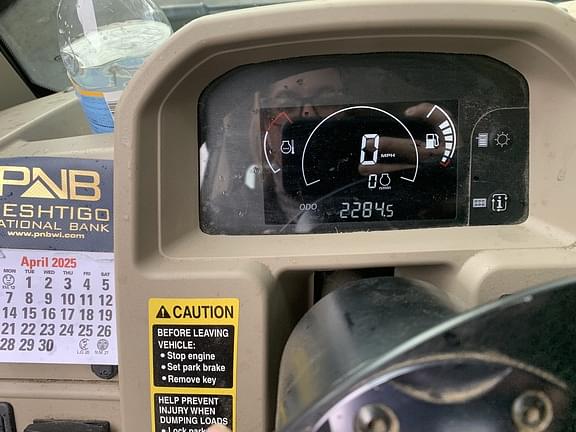 PNB
ESHTIGO
ATIONAL BANK
www.pnbwi.com
April 2025
MON TUE WED THU FRI SAT
1 2 3 4 5
7 8 9 10 11 12
14 15 16 17 18 19
21 22 23 24 25 26
28 29 30
0 MPH
0
ODO 2284.5
CAUTION
BEFORE LEAVING
VEHICLE:
• Stop engine
• Set park brake
• Remove key
HELP PREVENT
INJURY WHEN
DUMPING LOADS
• Lock park